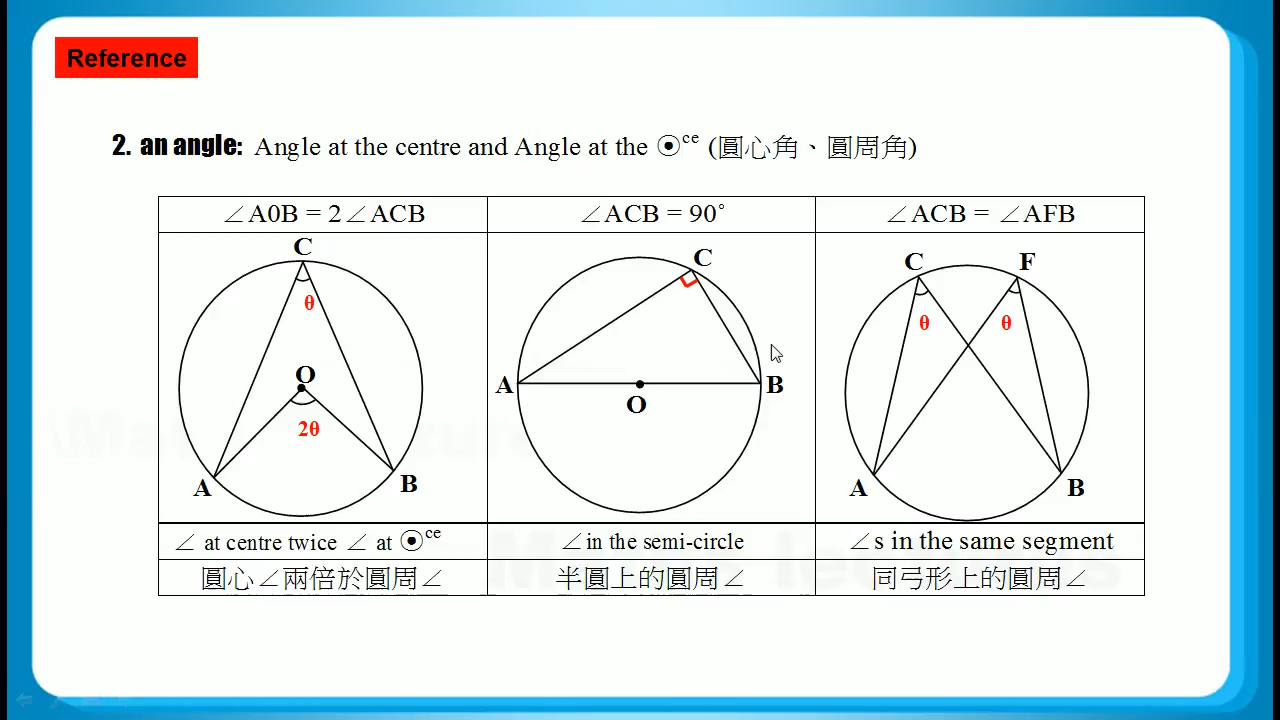 Reference
2. an angle: Angle at the centre and Angle at the ⊙ce (圓心角、圓周角)
∠A0B = 2∠ACB
∠ACB = 90°
∠ACB = ∠AFB
C
θ
O
2θ
A
B
C
A
B
O
C
F
θ
θ
A
B
∠ at centre twice ∠ at ⊙ce
∠in the semi-circle
∠s in the same segment
圓心∠兩倍於圓周∠
半圓上的圓周∠
同弓形上的圓周∠